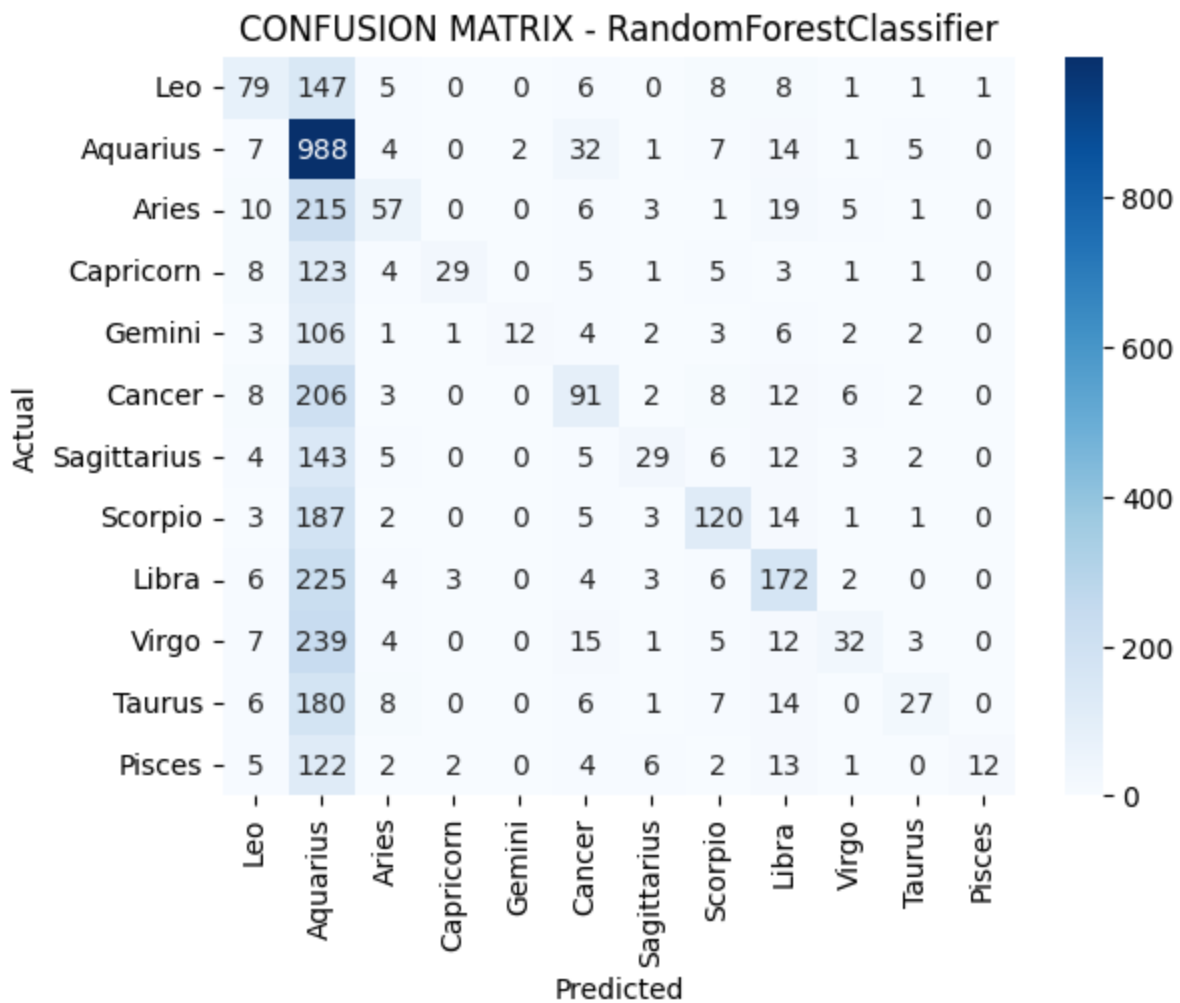 CONFUSION MATRIX - RandomForestClassifier
Leo 79 147 5 0 0 6 0 8 8 1 1 1
Aquarius 7 988 4 0 2 32 1 7 14 1 5 0
Aries 10 215 57 0 0 6 3 1 19 5 1 0
Capricorn 8 123 4 29 0 5 1 5 3 1 1 0
Gemini 3 106 1 1 12 4 2 3 6 2 2 0
Cancer 8 206 3 0 0 91 2 8 12 6 2 0
Sagittarius 4 143 5 0 0 5 29 6 12 3 2 0
Scorpio 3 187 2 0 0 5 3 120 14 1 1 0
Libra 6 225 4 3 0 4 3 6 172 2 0 0
Virgo 7 239 4 0 0 15 1 5 12 32 3 0
Taurus 6 180 8 0 0 6 1 7 14 0 27 0
Pisces 5 122 2 2 0 4 6 2 13 1 0 12
Actual
Leo Aquarius Aries Capricorn Gemini Cancer Sagittarius Scorpio Libra Virgo Taurus Pisces
Predicted
800
600
400
200
0